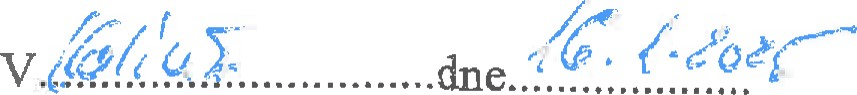 V ........ dne 16.1.2025